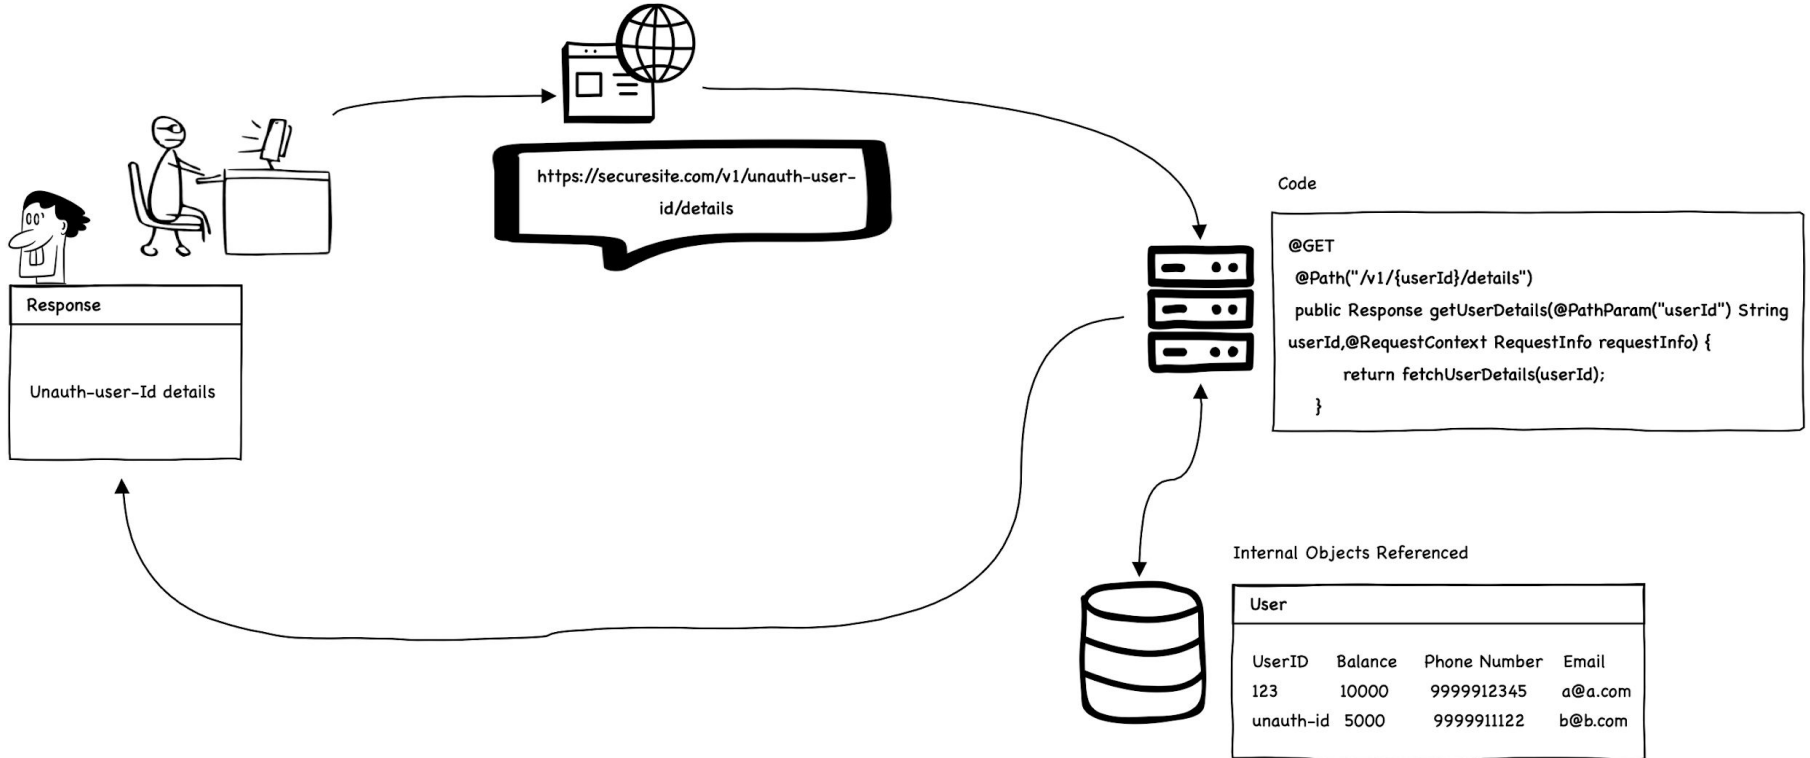 https://securesite.com/v1/unauth-user-
id/details
Code
@GET
@Path("/v1/{userId}/details")
public Response getUserDetails(@PathParam("userId") String
userId,@RequestContext RequestInfo requestInfo) {
return fetchUserDetails(userId);
}
Response
Unauth-user-Id details
Internal Objects Referenced
User
UserID Balance Phone Number Email
123 10000 9999912345 a@a.com
unauth-id 5000 9999911122 b@b.com